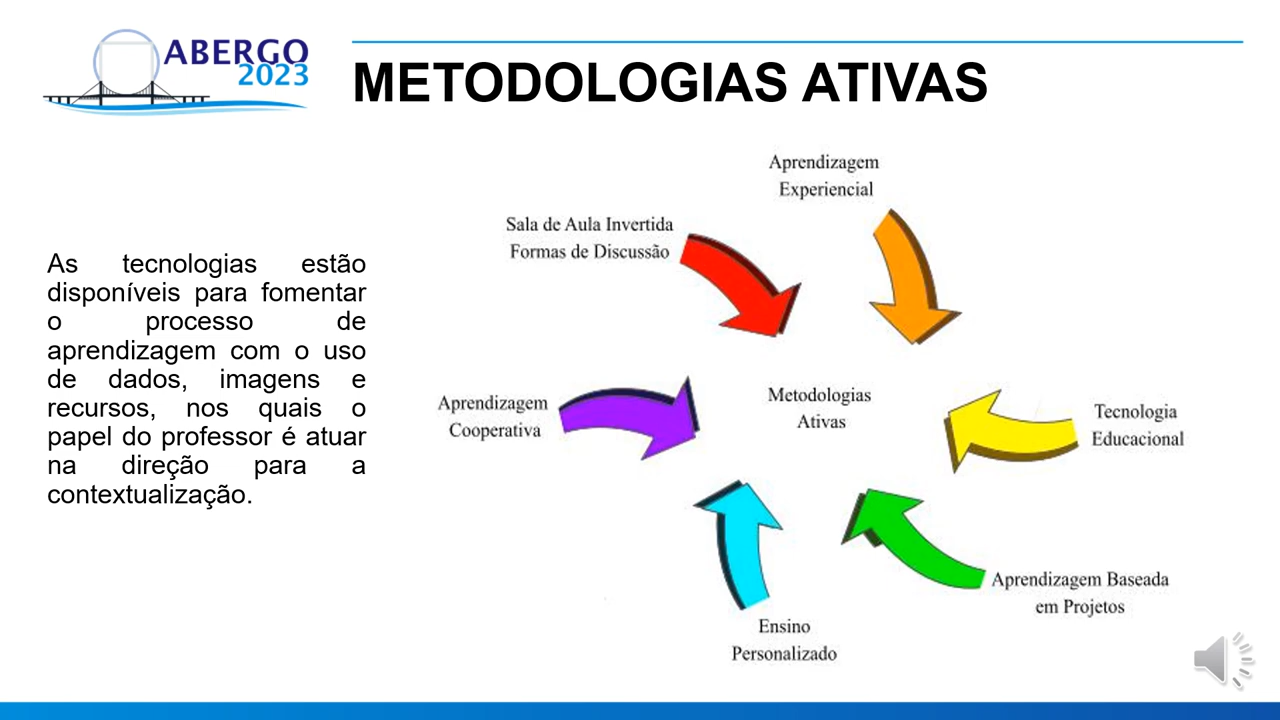 ABERGO
2023
METODOLOGIAS ATIVAS
As tecnologias estão
disponíveis para fomentar
o processo de
aprendizagem com o uso
de dados, imagens e
recursos, nos quais o
papel do professor é atuar
na direção para a
contextualização.
Aprendizagem
Experiencial
Sala de Aula Invertida
Formas de Discussão
Aprendizagem
Cooperativa
Metodologias
Ativas
Tecnologia
Educacional
Aprendizagem Baseada
em Projetos
Ensino
Personalizado